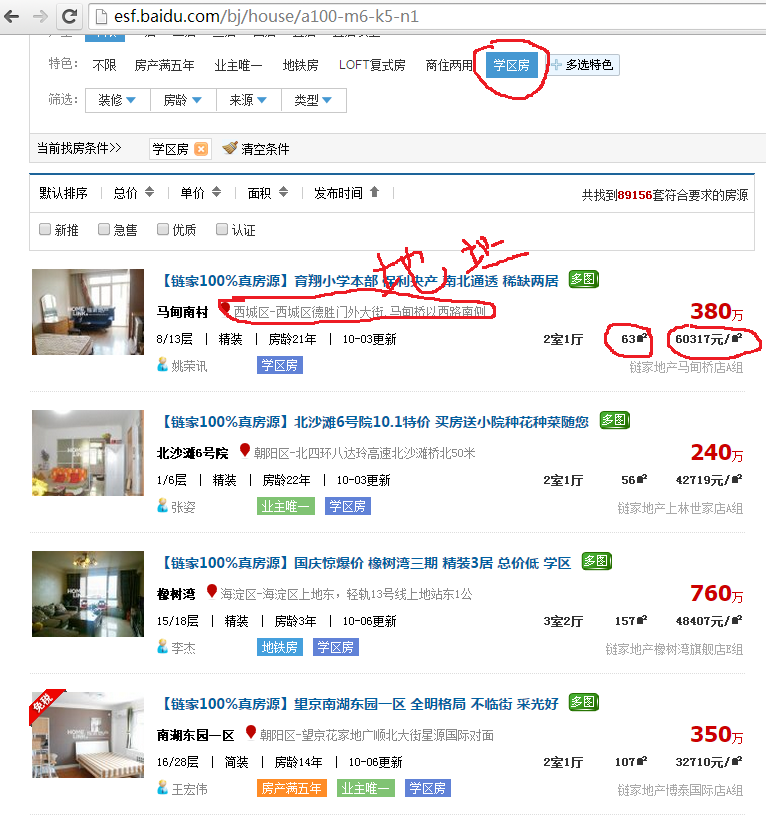 esf.baidu.com/bj/house/a100-m6-k5-n1
特色： 不限 房产满五年 业主唯一 地铁房 LOFT复式房 商住两用 学区房 多选特色
筛选： 装修 房龄 来源 类型
当前找房条件>> 学区房 清空条件
默认排序 总价 单价 面积 发布时间 共找到89156套符合要求的房源
新推 急售 优质 认证
地址
【链家100%真房源】育翔小学本部 保利央产 南北通透 稀缺两居 多图
马甸南村 西城区-西城区德胜门外大街,马甸桥以西路南侧 380万
8/13层 | 精装 | 房龄21年 | 10-03更新 2室1厅 63㎡ 60317元/㎡
姚荣讯 学区房 链家地产马甸桥店A组
【链家100%真房源】北沙滩6号院10.1特价 买房送小院种花种菜随您 多图
北沙滩6号院 朝阳区-北四环八达玲高速北沙滩桥北50米 240万
1/6层 | 精装 | 房龄22年 | 10-03更新 2室1厅 56㎡ 42719元/㎡
张姿 业主唯一 学区房 链家地产上林世家店A组
【链家100%真房源】国庆惊爆价 橡树湾三期 精装3居 总价低 学区 多图
橡树湾 海淀区-海淀区上地东，轻轨13号线上地站东1公 760万
15/18层 | 精装 | 房龄3年 | 10-06更新 3室2厅 157㎡ 48407元/㎡
李杰 地铁房 学区房 链家地产橡树湾旗舰店E组
免税
【链家100%真房源】望京南湖东园一区 全明格局 不临街 采光好 多图
南湖东园一区 朝阳区-望京花家地广顺北大街星源国际对面 350万
16/28层 | 简装 | 房龄14年 | 10-06更新 2室1厅 107㎡ 32710元/㎡
王宏伟 房产满五年 业主唯一 学区房 链家地产博泰国际店A组